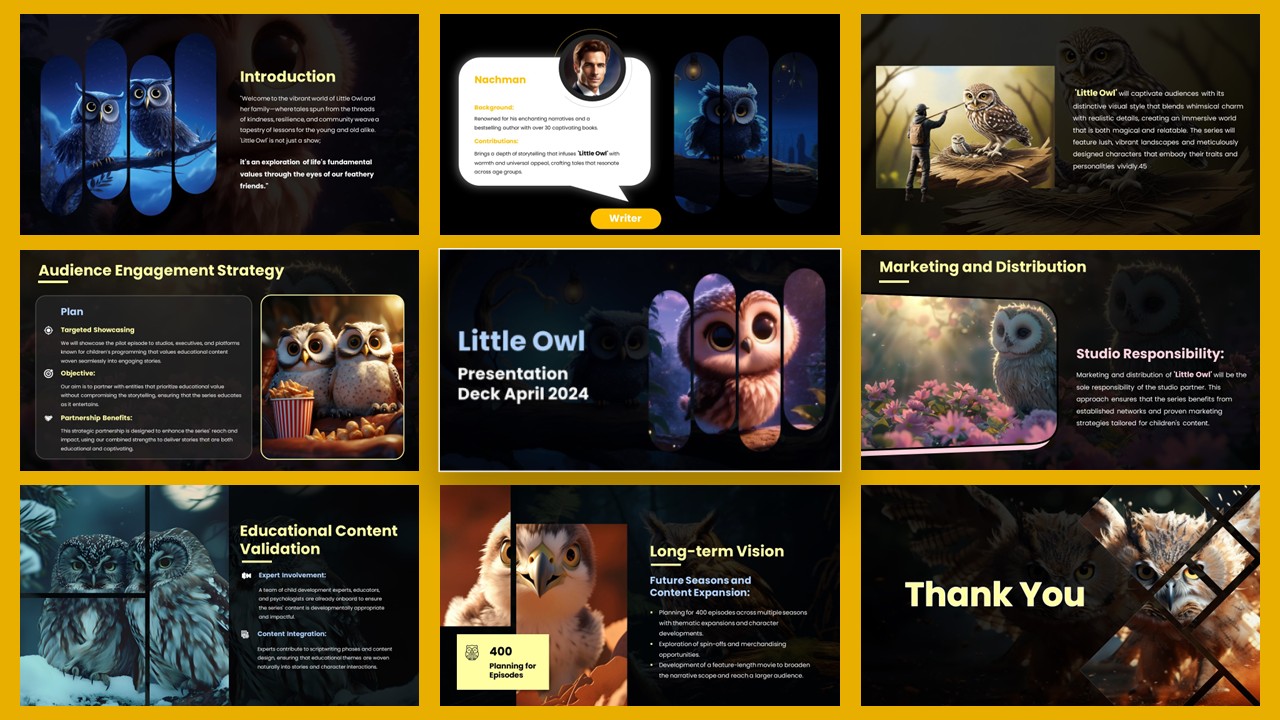 Introduction
"Welcome to the vibrant world of Little Owl and
her family—where tales spun from the threads
of kindness, resilience, and community weave a
tapestry of lessons for the young and old alike.
'Little Owl' is not just a show;
it's an exploration of life's fundamental
values through the eyes of our feathery
friends."
Nachman
Background:
Renowned for his enchanting narratives and a
bestselling author with over 30 captivating books.
Contributions:
Brings a depth of storytelling that infuses 'Little Owl' with
warmth and universal appeal, crafting tales that resonate
across age groups.
Writer
'Little Owl' will captivate audiences with its
distinctive visual style that blends whimsical charm
with realistic details, creating an immersive world
that is both magical and relatable. The series will
feature lush, vibrant landscapes and meticulously
designed characters that embody their traits and
personalities vividly.45
Audience Engagement Strategy
Plan
Targeted Showcasing
We will showcase the pilot episode to studios, executives, and platforms
known for children's programming that values educational content
woven seamlessly into engaging stories.
Objective:
Our aim is to partner with entities that prioritize educational value
without compromising the storytelling, ensuring that the series educates
as it entertains.
Partnership Benefits:
This strategic partnership is designed to enhance the series' reach and
impact, using our combined strengths to deliver stories that are both
educational and captivating.
Little Owl
Presentation
Deck April 2024
Marketing and Distribution
Studio Responsibility:
Marketing and distribution of 'Little Owl' will be the
sole responsibility of the studio partner. This
approach ensures that the series benefits from
established networks and proven marketing
strategies tailored for children's content.
Educational Content
Validation
Expert Involvement:
A team of child development experts, educators,
and psychologists are already onboard to ensure
the series' content is developmentally appropriate
and impactful.
Content Integration:
Experts contribute to scriptwriting phases and content
design, ensuring that educational themes are woven
naturally into stories and character interactions.
400
Planning for
Episodes
Long-term Vision
Future Seasons and
Content Expansion:
• Planning for 400 episodes across multiple seasons
with thematic expansions and character
developments.
• Exploration of spin-offs and merchandising
opportunities.
• Development of a feature-length movie to broaden
the narrative scope and reach a larger audience.
Thank You